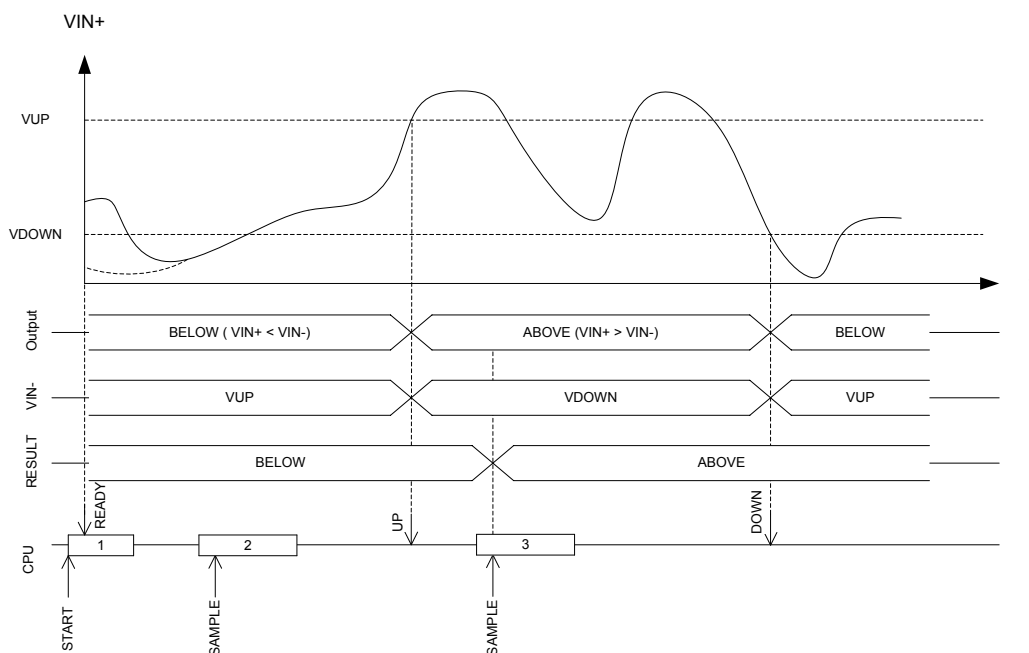 VIN+
VUP
VDOWN
Output
BELOW ( VIN+ < VIN-)
ABOVE (VIN+ > VIN-)
BELOW
VIN-
VUP
VDOWN
VUP
RESULT
BELOW
ABOVE
READY
UP
DOWN
CPU
1
2
3
START
SAMPLE
SAMPLE